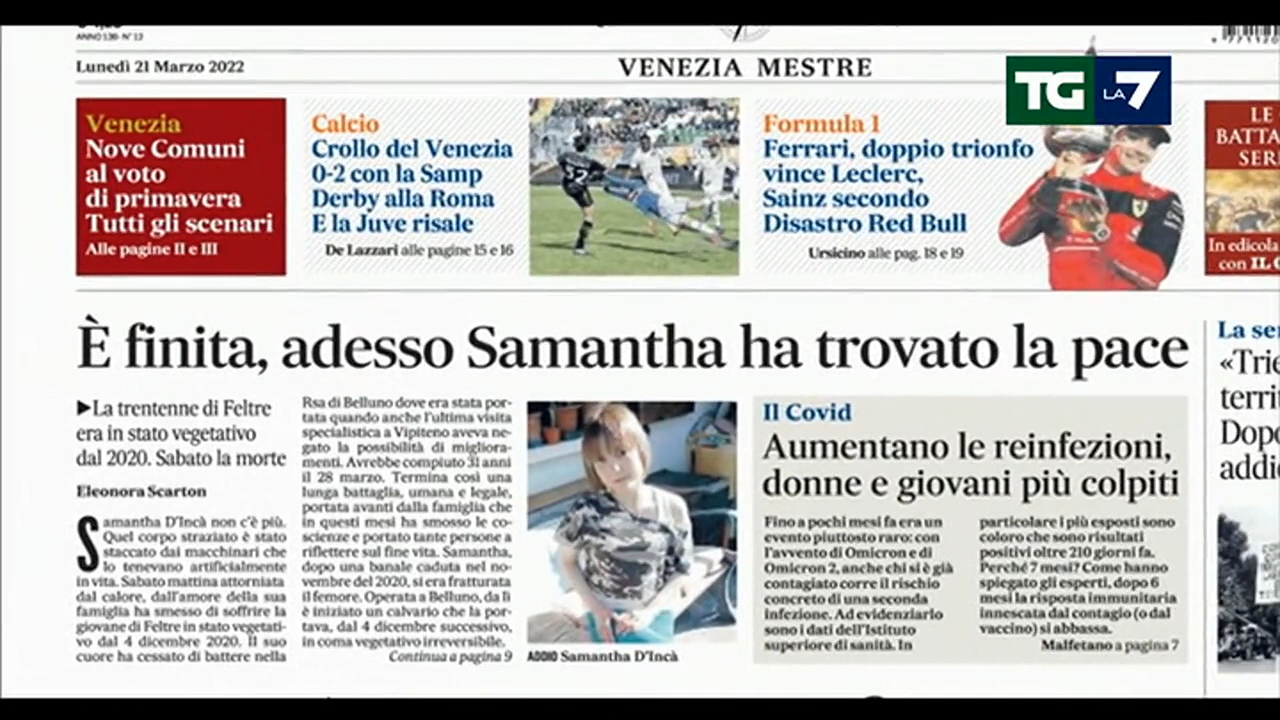 ANNO 136- N° 12
Lunedì 21 Marzo 2022
VENEZIA MESTRE
TG LA 7
Venezia
Nove Comuni
al voto
di primavera
Tutti gli scenari
Alle pagine II e III
Calcio
Crollo del Venezia
0-2 con la Samp
Derby alla Roma
E la Juve risale
De Lazzari alle pagine 15 e 16
Formula 1
Ferrari, doppio trionfo
vince Leclerc,
Sainz secondo
Disastro Red Bull
Ursicino alle pag. 18 e 19
LE
BATTA
SER
In edicola
con IL
È finita, adesso Samantha ha trovato la pace
▶La trentenne di Feltre
era in stato vegetativo
dal 2020. Sabato la morte
Eleonora Scarton
Samantha D'Incà non c'è più.
Quel corpo straziato è stato
staccato dai macchinari che
lo tenevano artificialmente
in vita. Sabato mattina attorniata
dal calore, dall'amore della sua
famiglia ha smesso di soffrire la
giovane di Feltre in stato vegetati-
vo dal 4 dicembre 2020. Il suo
cuore ha cessato di battere nella
Rsa di Belluno dove era stata por-
tata quando anche l'ultima visita
specialistica a Vipiteno aveva ne-
gato la possibilità di migliora-
menti. Avrebbe compiuto 31 anni
il 28 marzo. Termina così una
lunga battaglia, umana e legale,
portata avanti dalla famiglia che
in questi mesi ha smosso le co-
scienze e portato tante persone a
riflettere sul fine vita. Samantha,
dopo una banale caduta nel no-
vembre del 2020, si era fratturata
il femore. Operata a Belluno, da lì
è iniziato un calvario che la por-
tava, dal 4 dicembre successivo,
in coma vegetativo irreversibile.
Continua a pagina 9
ADDIO Samantha D'Incà
Il Covid
Aumentano le reinfezioni,
donne e giovani più colpiti
Fino a pochi mesi fa era un
evento piuttosto raro: con
l'avvento di Omicron e di
Omicron 2, anche chi si è già
contagiato corre il rischio
concreto di una seconda
infezione. Ad evidenziarlo
sono i dati dell'Istituto
superiore di sanità. In
particolare i più esposti sono
coloro che sono risultati
positivi oltre 210 giorni fa.
Perché 7 mesi? Come hanno
spiegato gli esperti, dopo 6
mesi la risposta immunitaria
innescata dal contagio (o dal
vaccino) si abbassa.
Malfetano a pagina 7
La se
«Trie
territ
Dopo
addi